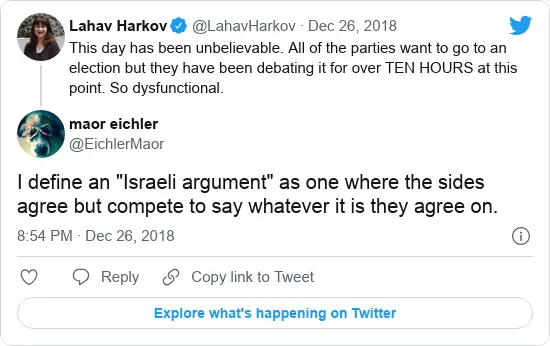 Lahav Harkov @LahavHarkov · Dec 26, 2018
This day has been unbelievable. All of the parties want to go to an
election but they have been debating it for over TEN HOURS at this
point. So dysfunctional.
maor eichler
@EichlerMaor
I define an "Israeli argument" as one where the sides
agree but compete to say whatever it is they agree on.
8:54 PM · Dec 26, 2018
Reply Copy link to Tweet
Explore what's happening on Twitter